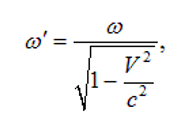 ω′ = ω / √(1 − V²/c²),